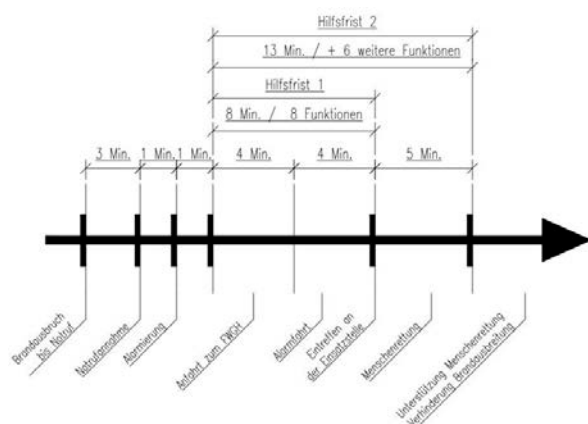 Hilfsfrist 2
13 Min. / + 6 weitere Funktionen
Hilfsfrist 1
8 Min. / 8 Funktionen
3 Min.
1 Min.
1 Min.
4 Min.
4 Min.
5 Min.
Brandausbruch
bis Notruf
Notrufannahme
Alarmierung
Anfahrt zum FWGH
Alarmfahrt
Eintreffen an
der Einsatzstelle
Menschenrettung
Unterstützung Menschenrettung
Verhinderung Brandausbreitung